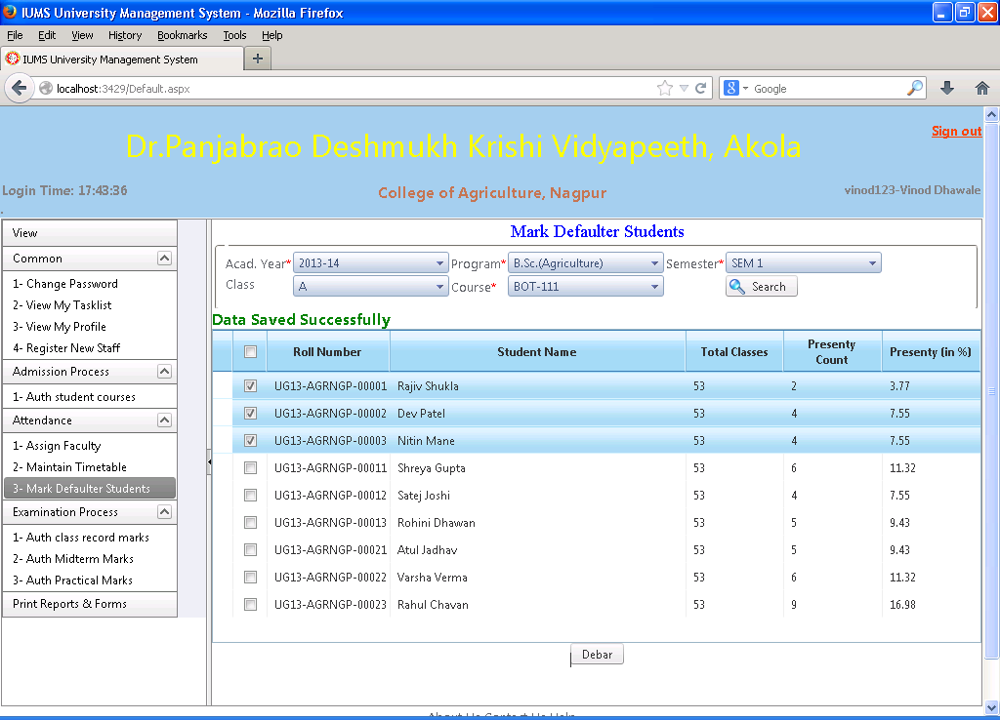 IUMS University Management System - Mozilla Firefox
File Edit View History Bookmarks Tools Help
IUMS University Management System
localhost:3429/Default.aspx
Google
Sign out
Dr.Panjabrao Deshmukh Krishi Vidyapeeth, Akola
Login Time: 17:43:36
College of Agriculture, Nagpur
vinod123-Vinod Dhawale
View
Common
1- Change Password
2- View My Tasklist
3- View My Profile
4- Register New Staff
Admission Process
1- Auth student courses
Attendance
1- Assign Faculty
2- Maintain Timetable
3- Mark Defaulter Students
Examination Process
1- Auth class record marks
2- Auth Midterm Marks
3- Auth Practical Marks
Print Reports & Forms
Mark Defaulter Students
Acad. Year* 2013-14 Program* B.Sc.(Agriculture) Semester* SEM 1
Class A Course* BOT-111 Search
Data Saved Successfully
Roll Number Student Name Total Classes Presenty Count Presenty (in %)
UG13-AGRNGP-00001 Rajiv Shukla 53 2 3.77
UG13-AGRNGP-00002 Dev Patel 53 4 7.55
UG13-AGRNGP-00003 Nitin Mane 53 4 7.55
UG13-AGRNGP-00011 Shreya Gupta 53 6 11.32
UG13-AGRNGP-00012 Satej Joshi 53 4 7.55
UG13-AGRNGP-00013 Rohini Dhawan 53 5 9.43
UG13-AGRNGP-00021 Atul Jadhav 53 5 9.43
UG13-AGRNGP-00022 Varsha Verma 53 6 11.32
UG13-AGRNGP-00023 Rahul Chavan 53 9 16.98
Debar
About Us Contact Us Help